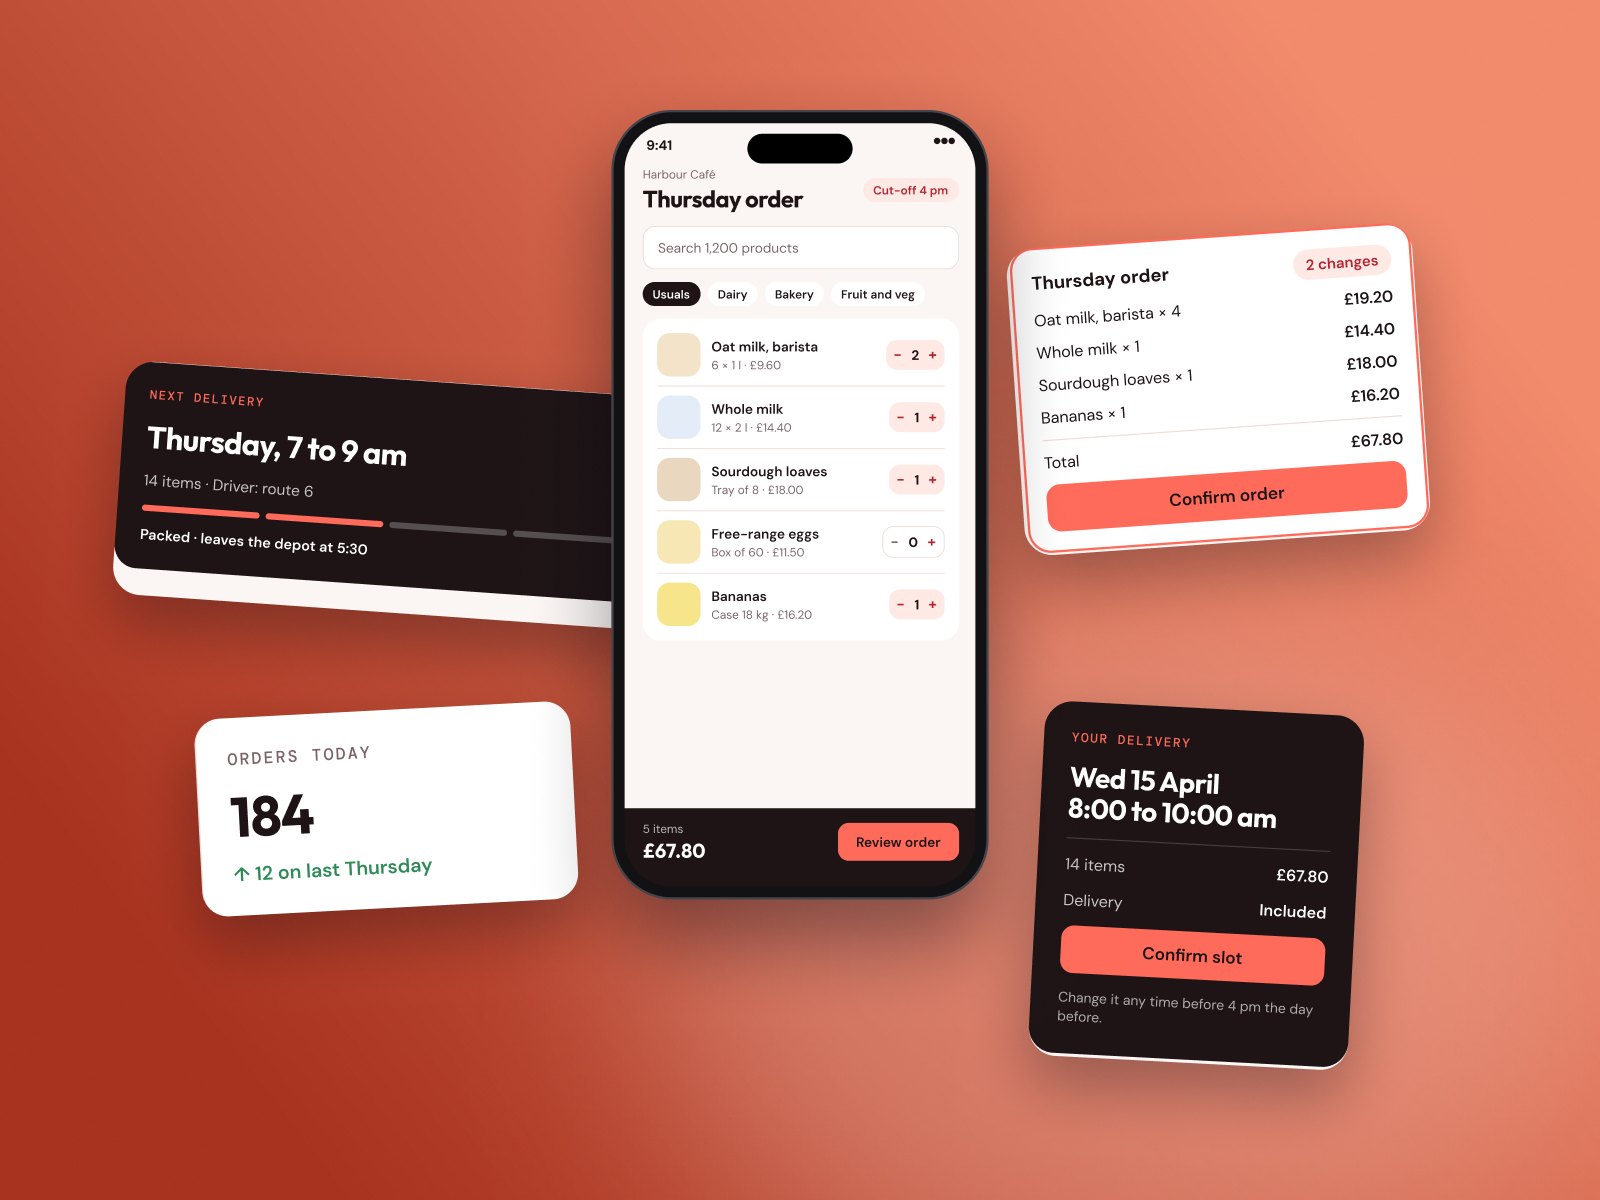 9:41
Harbour Café
Thursday order
Cut-off 4 pm
Search 1,200 products
Usuals
Dairy
Bakery
Fruit and veg
Oat milk, barista
6 × 1 l · £9.60
− 2 +
Whole milk
12 × 2 l · £14.40
− 1 +
Sourdough loaves
Tray of 8 · £18.00
− 1 +
Free-range eggs
Box of 60 · £11.50
− 0 +
Bananas
Case 18 kg · £16.20
− 1 +
5 items
£67.80
Review order
NEXT DELIVERY
Thursday, 7 to 9 am
14 items · Driver: route 6
Packed · leaves the depot at 5:30
ORDERS TODAY
184
↑ 12 on last Thursday
Thursday order
2 changes
Oat milk, barista × 4
£19.20
Whole milk × 1
£14.40
Sourdough loaves × 1
£18.00
Bananas × 1
£16.20
Total
£67.80
Confirm order
YOUR DELIVERY
Wed 15 April
8:00 to 10:00 am
14 items
£67.80
Delivery
Included
Confirm slot
Change it any time before 4 pm the day
before.